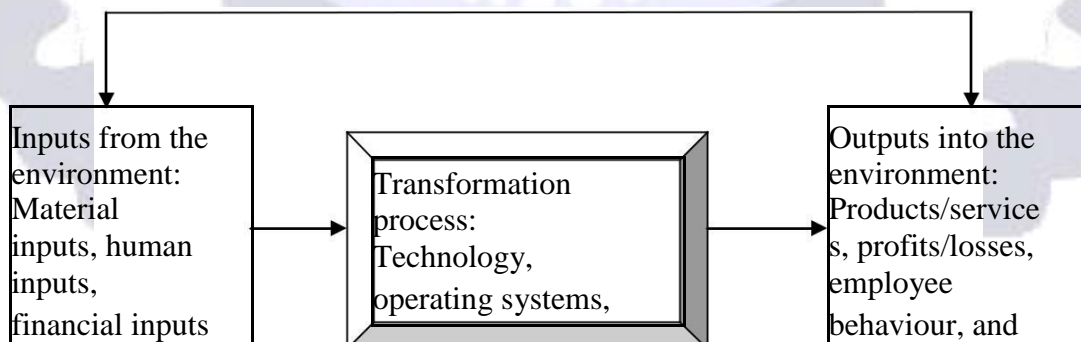 Inputs from the
environment:
Material
inputs, human
inputs,
financial inputs
Transformation
process:
Technology,
operating systems,
Outputs into the
environment:
Products/service
s, profits/losses,
employee
behaviour, and